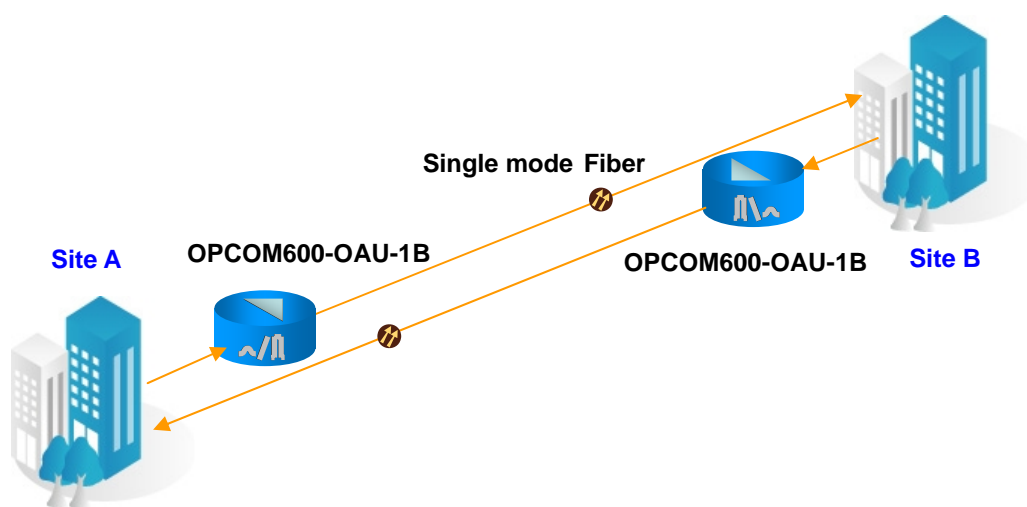 Single mode Fiber
Site A
OPCOM600-OAU-1B
OPCOM600-OAU-1B
Site B